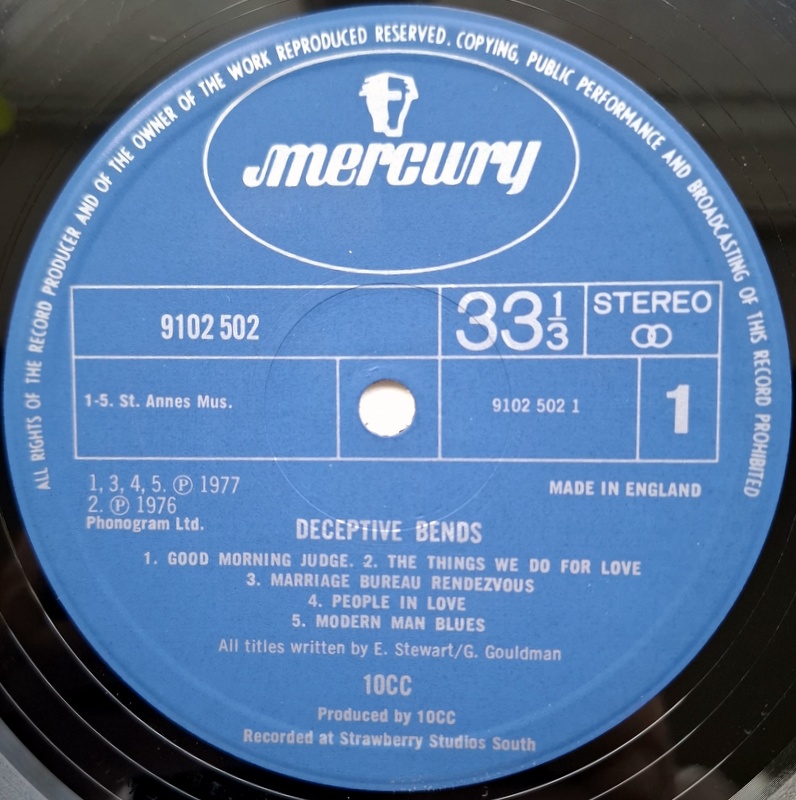 ALL RIGHTS OF THE RECORD PRODUCER AND OF THE OWNER OF THE WORK REPRODUCED RESERVED. COPYING, PUBLIC PERFORMANCE AND BROADCASTING OF THIS RECORD PROHIBITED
mercury
9102 502
33 1/3
STEREO
1-5. St. Annes Mus.
9102 502 1
1
1, 3, 4, 5. ℗ 1977
2. ℗ 1976
Phonogram Ltd.
MADE IN ENGLAND
DECEPTIVE BENDS
1. GOOD MORNING JUDGE. 2. THE THINGS WE DO FOR LOVE
3. MARRIAGE BUREAU RENDEZVOUS
4. PEOPLE IN LOVE
5. MODERN MAN BLUES
All titles written by E. Stewart/G. Gouldman
10CC
Produced by 10CC
Recorded at Strawberry Studios South